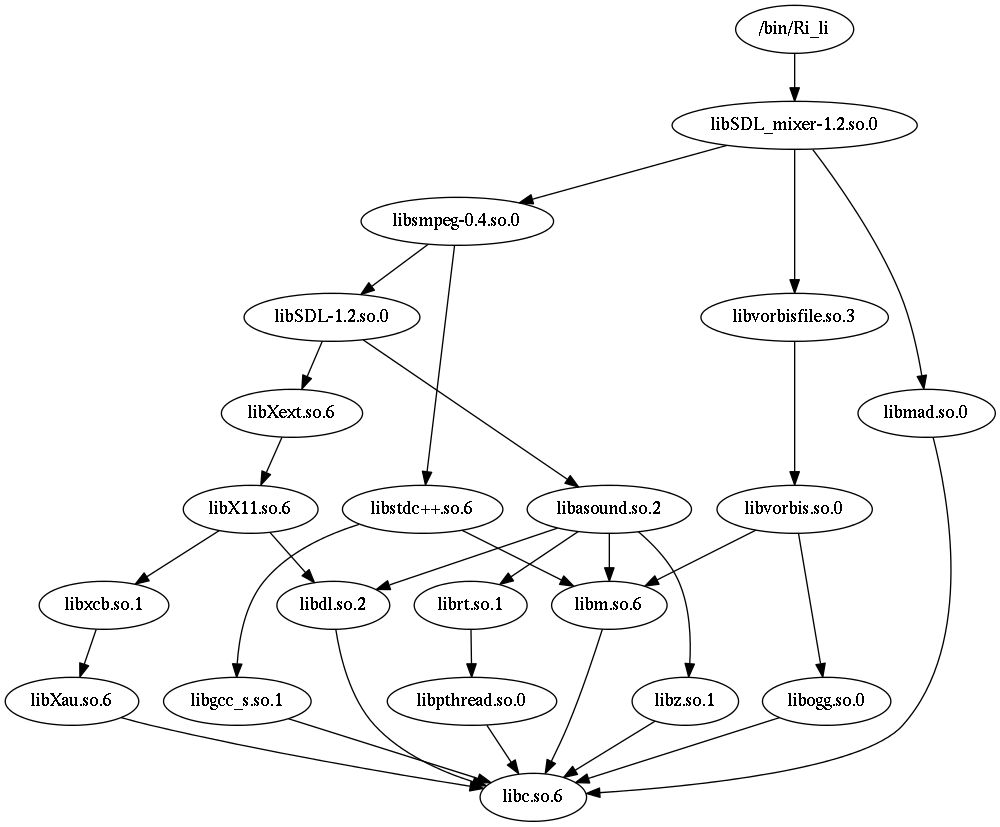 /bin/Ri_li
libSDL_mixer-1.2.so.0
libsmpeg-0.4.so.0
libSDL-1.2.so.0
libvorbisfile.so.3
libXext.so.6
libmad.so.0
libX11.so.6
libstdc++.so.6
libasound.so.2
libvorbis.so.0
libxcb.so.1
libdl.so.2
librt.so.1
libm.so.6
libXau.so.6
libgcc_s.so.1
libpthread.so.0
libz.so.1
libogg.so.0
libc.so.6